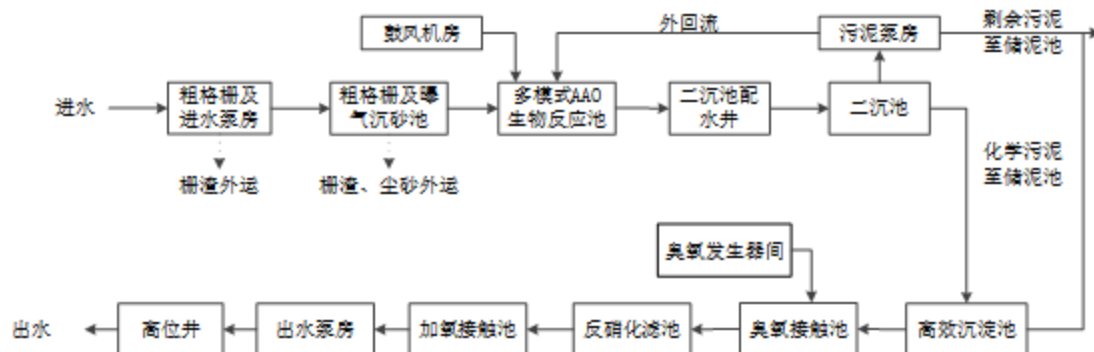 鼓风机房
外回流
污泥泵房
剩余污泥
至储泥池
进水
粗格栅及
进水泵房
粗格栅及曝
气沉砂池
多模式AAO
生物反应池
二沉池配
水井
二沉池
栅渣外运
栅渣、尘砂外运
化学污泥
至储泥池
臭氧发生器间
出水
高位井
出水泵房
加氧接触池
反硝化滤池
臭氧接触池
高效沉淀池